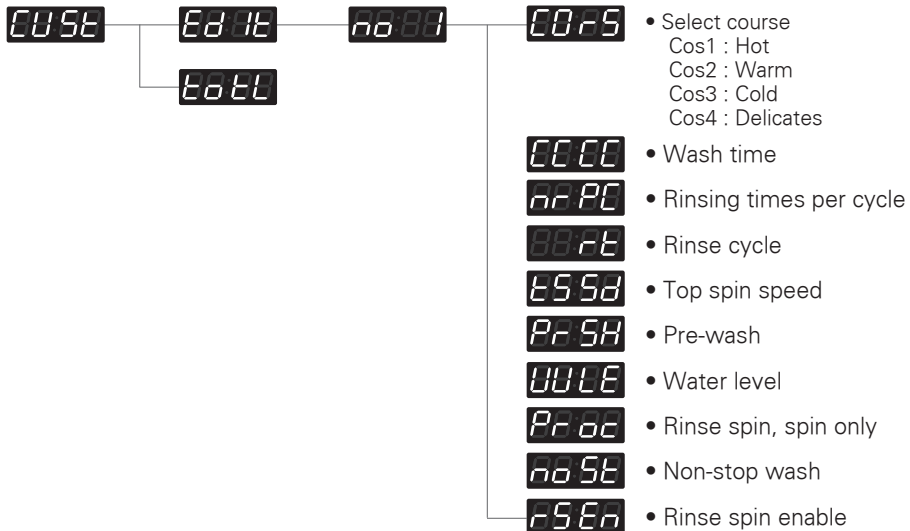 CUSt Ed It no 1 COrS • Select course
Cos1 : Hot
totL Cos2 : Warm
Cos3 : Cold
Cos4 : Delicates
CCCC • Wash time
nrPC • Rinsing times per cycle
rt • Rinse cycle
tSSd • Top spin speed
PrSH • Pre-wash
UULE • Water level
Proc • Rinse spin, spin only
noSt • Non-stop wash
rSEn • Rinse spin enable